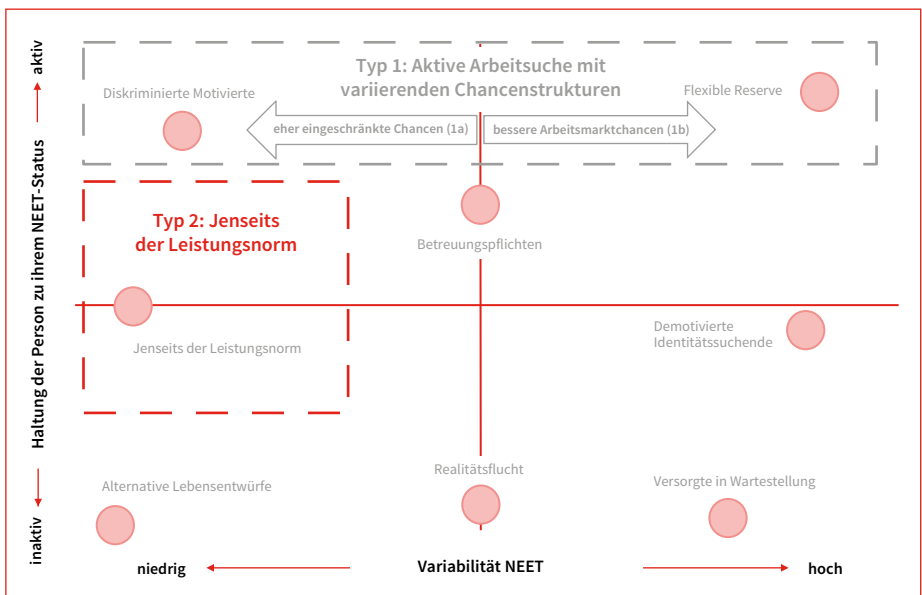 Haltung der Person zu ihrem NEET-Status
aktiv
inaktiv
Typ 1: Aktive Arbeitsuche mit
variierenden Chancenstrukturen
Diskriminierte Motivierte
Flexible Reserve
eher eingeschränkte Chancen (1a)
bessere Arbeitsmarktchancen (1b)
Typ 2: Jenseits
der Leistungsnorm
Betreuungspflichten
Jenseits der Leistungsnorm
Demotivierte
Identitätssuchende
Alternative Lebensentwürfe
Realitätsflucht
Versorgte in Wartestellung
niedrig
Variabilität NEET
hoch